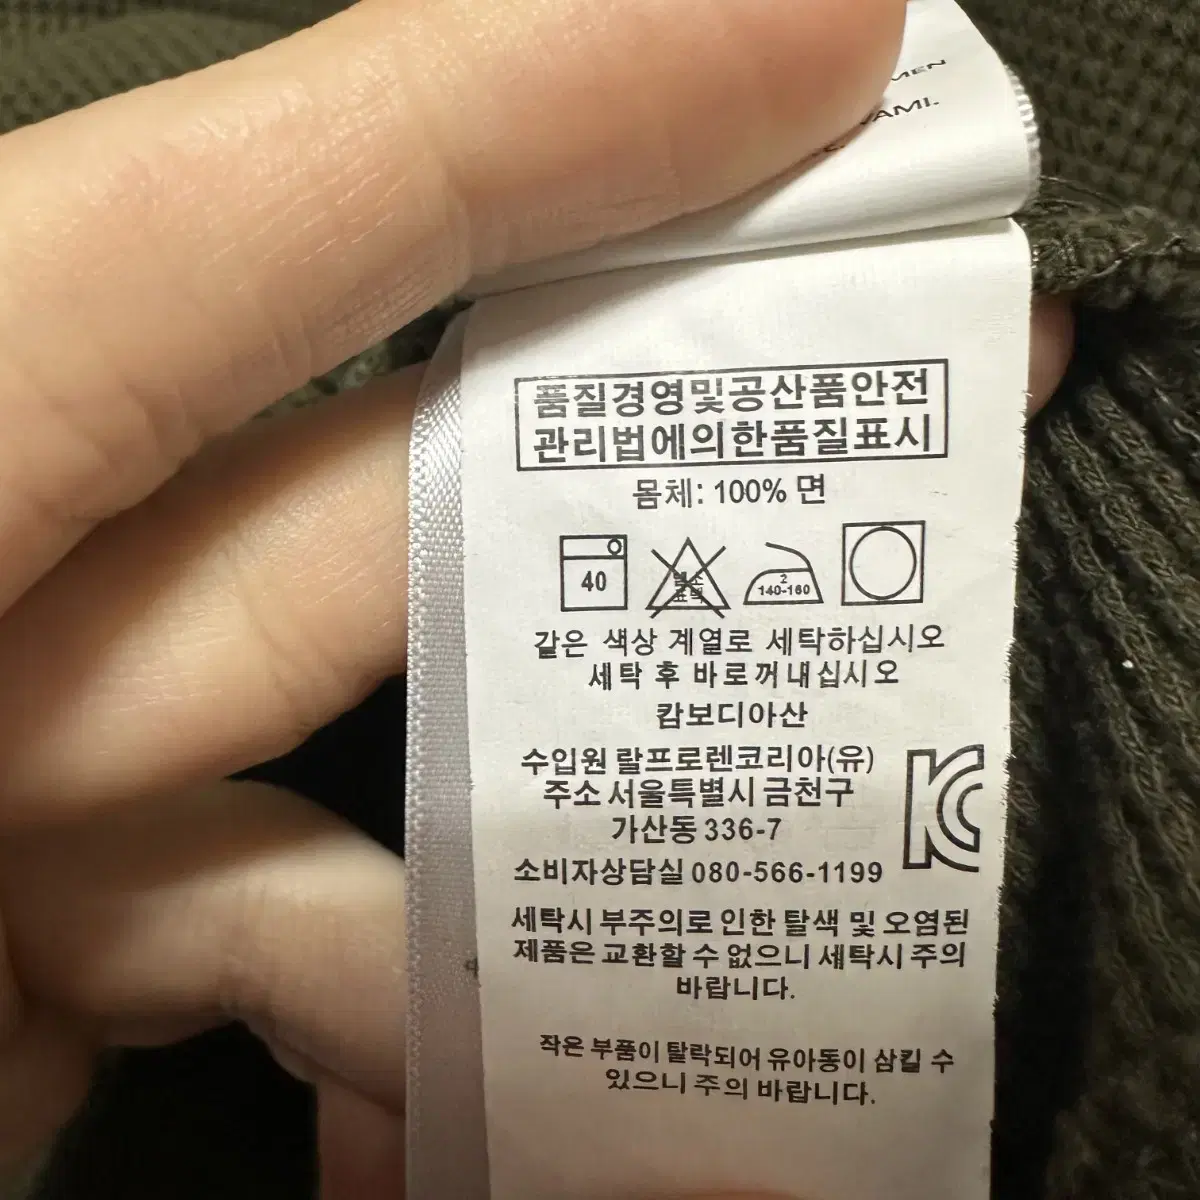 MEN
AMI.
품질경영및공산품안전
관리법에의한품질표시
몸체: 100% 면
40
염소
표백
2
140-160
같은 색상 계열로 세탁하십시오
세탁 후 바로꺼내십시오
캄보디아산
수입원 랄프로렌코리아(유)
주소 서울특별시 금천구
가산동 336-7
소비자상담실 080-566-1199
세탁시 부주의로 인한 탈색 및 오염된
제품은 교환할 수 없으니 세탁시 주의
바랍니다.
작은 부품이 탈락되어 유아동이 삼킬 수
있으니 주의 바랍니다.